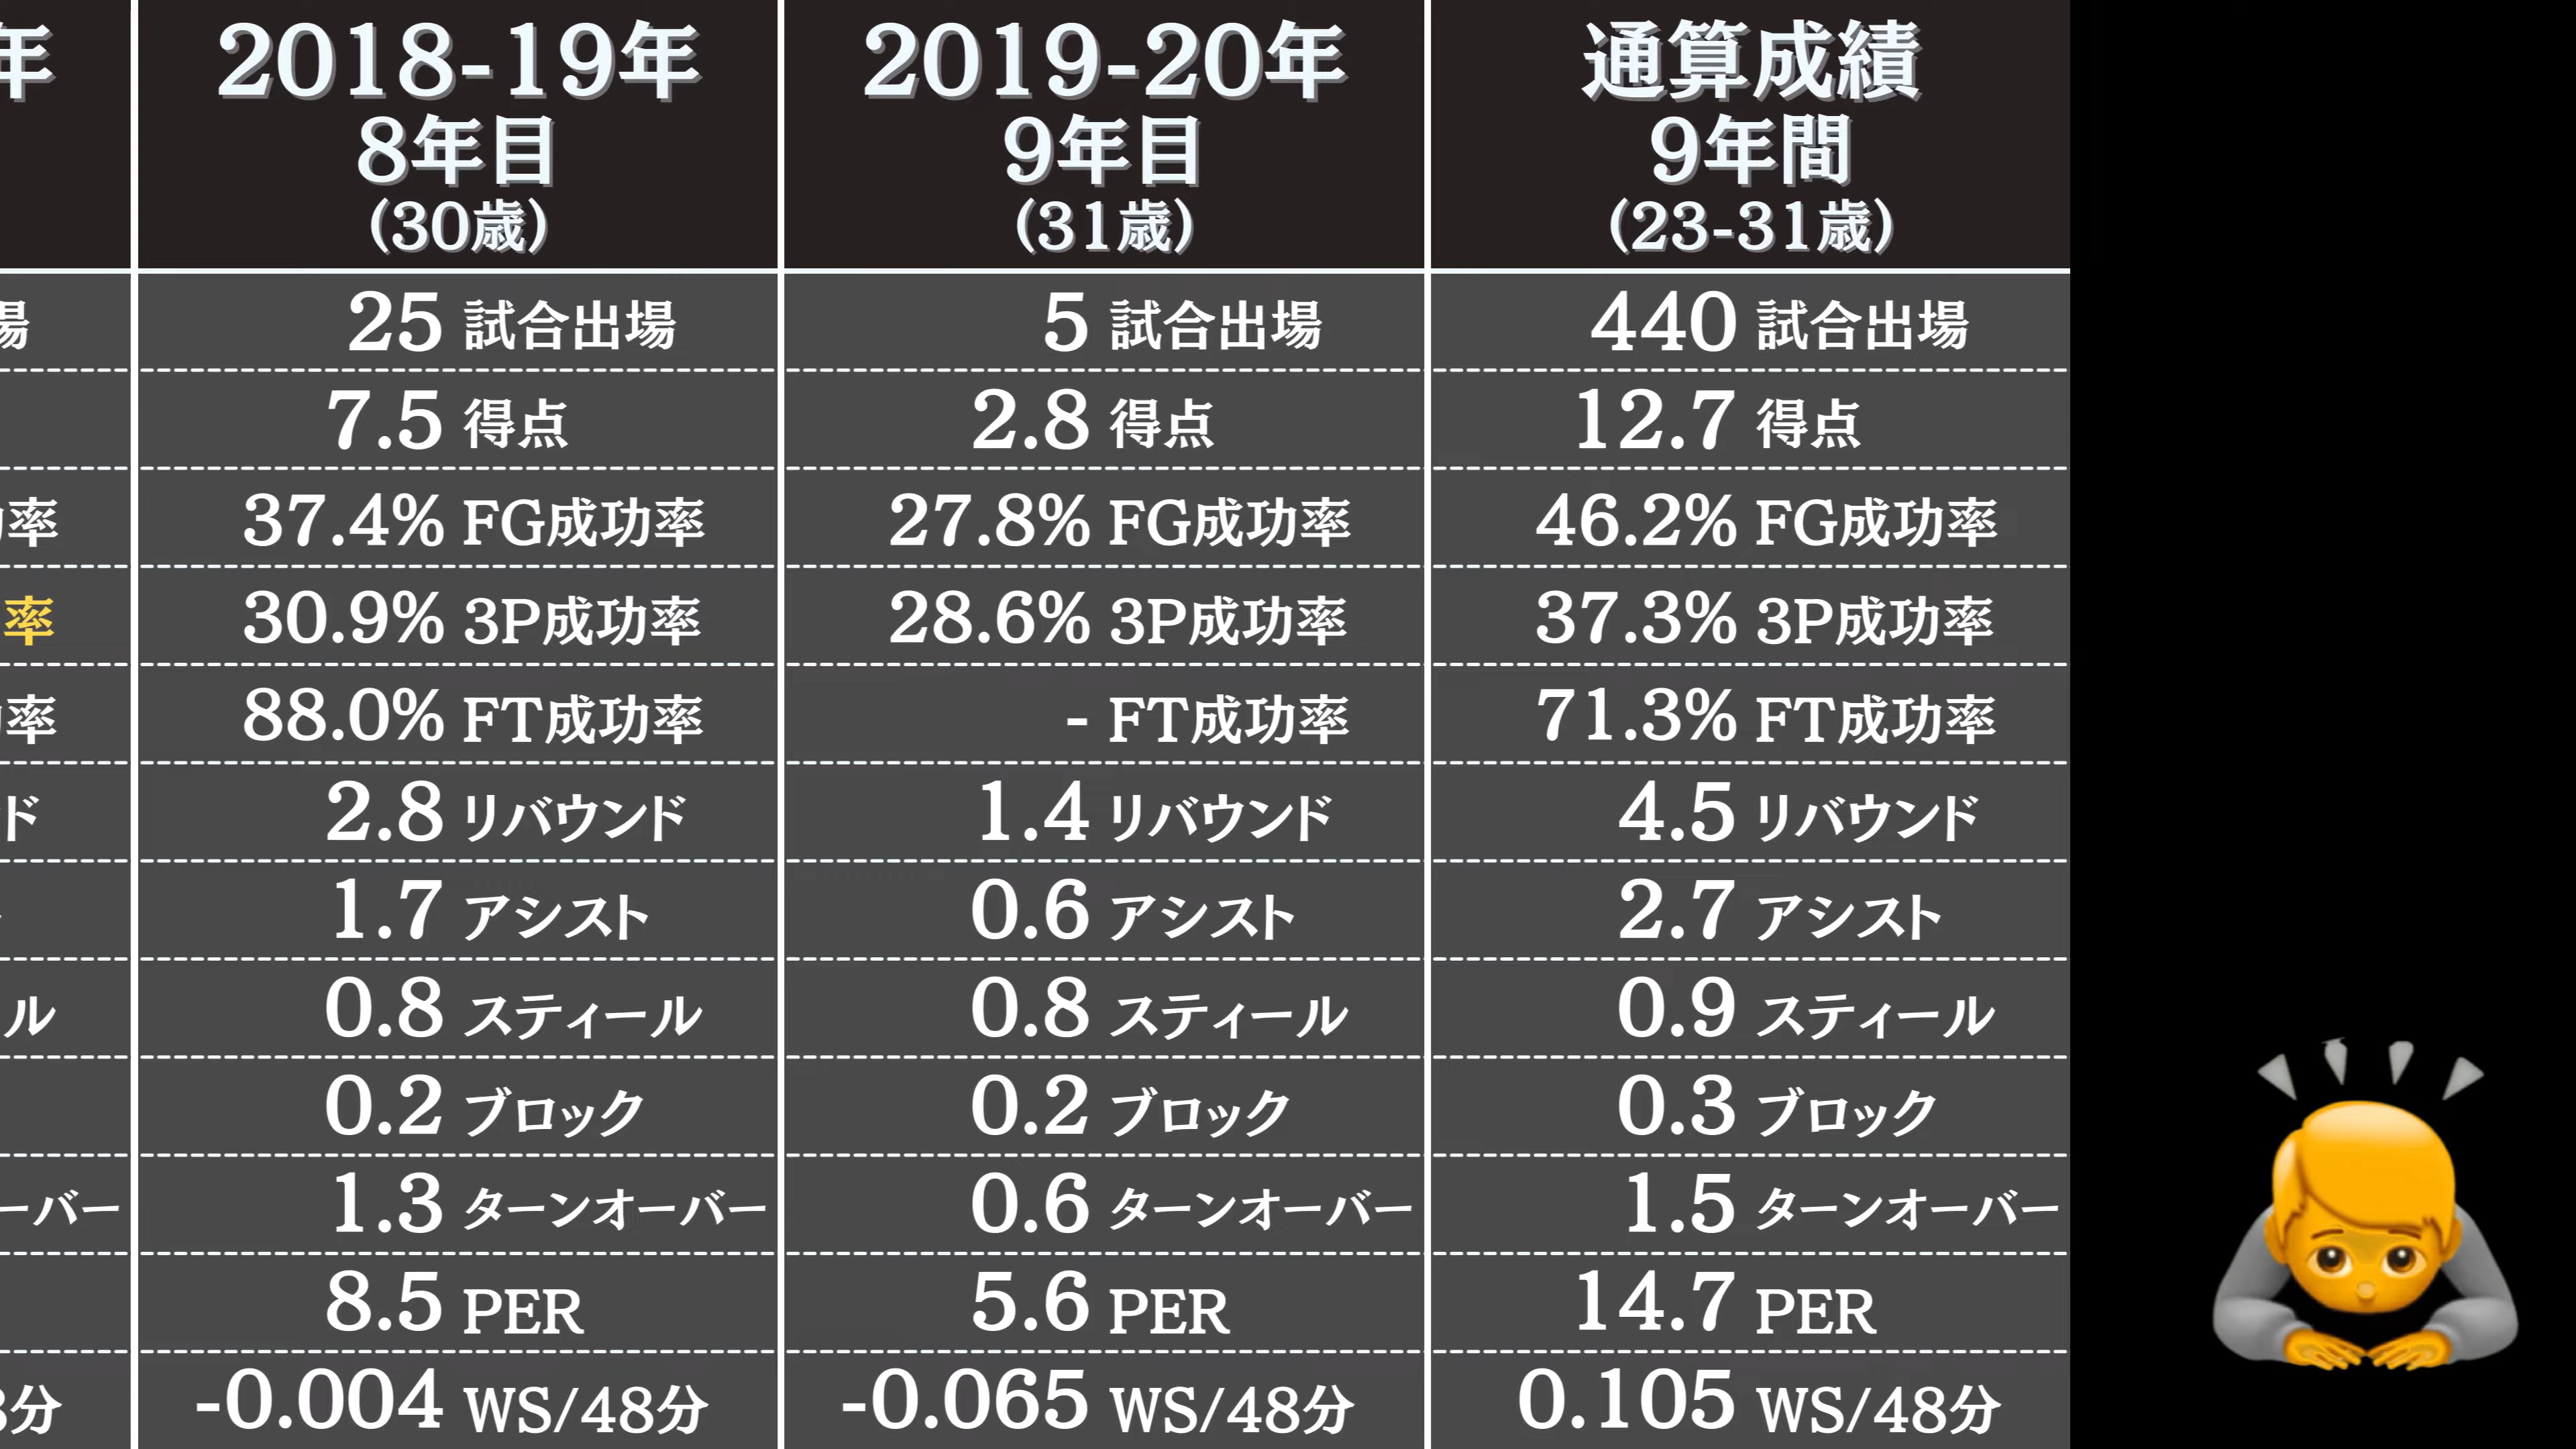 年
2018-19年
8年目
(30歳)
2019-20年
9年目
(31歳)
通算成績
9年間
(23-31歳)
場
25 試合出場
5 試合出場
440 試合出場
7.5 得点
2.8 得点
12.7 得点
率
37.4% FG成功率
27.8% FG成功率
46.2% FG成功率
率
30.9% 3P成功率
28.6% 3P成功率
37.3% 3P成功率
率
88.0% FT成功率
- FT成功率
71.3% FT成功率
ド
2.8 リバウンド
1.4 リバウンド
4.5 リバウンド
1.7 アシスト
0.6 アシスト
2.7 アシスト
ル
0.8 スティール
0.8 スティール
0.9 スティール
0.2 ブロック
0.2 ブロック
0.3 ブロック
ーバー
1.3 ターンオーバー
0.6 ターンオーバー
1.5 ターンオーバー
8.5 PER
5.6 PER
14.7 PER
8分
-0.004 WS/48分
-0.065 WS/48分
0.105 WS/48分